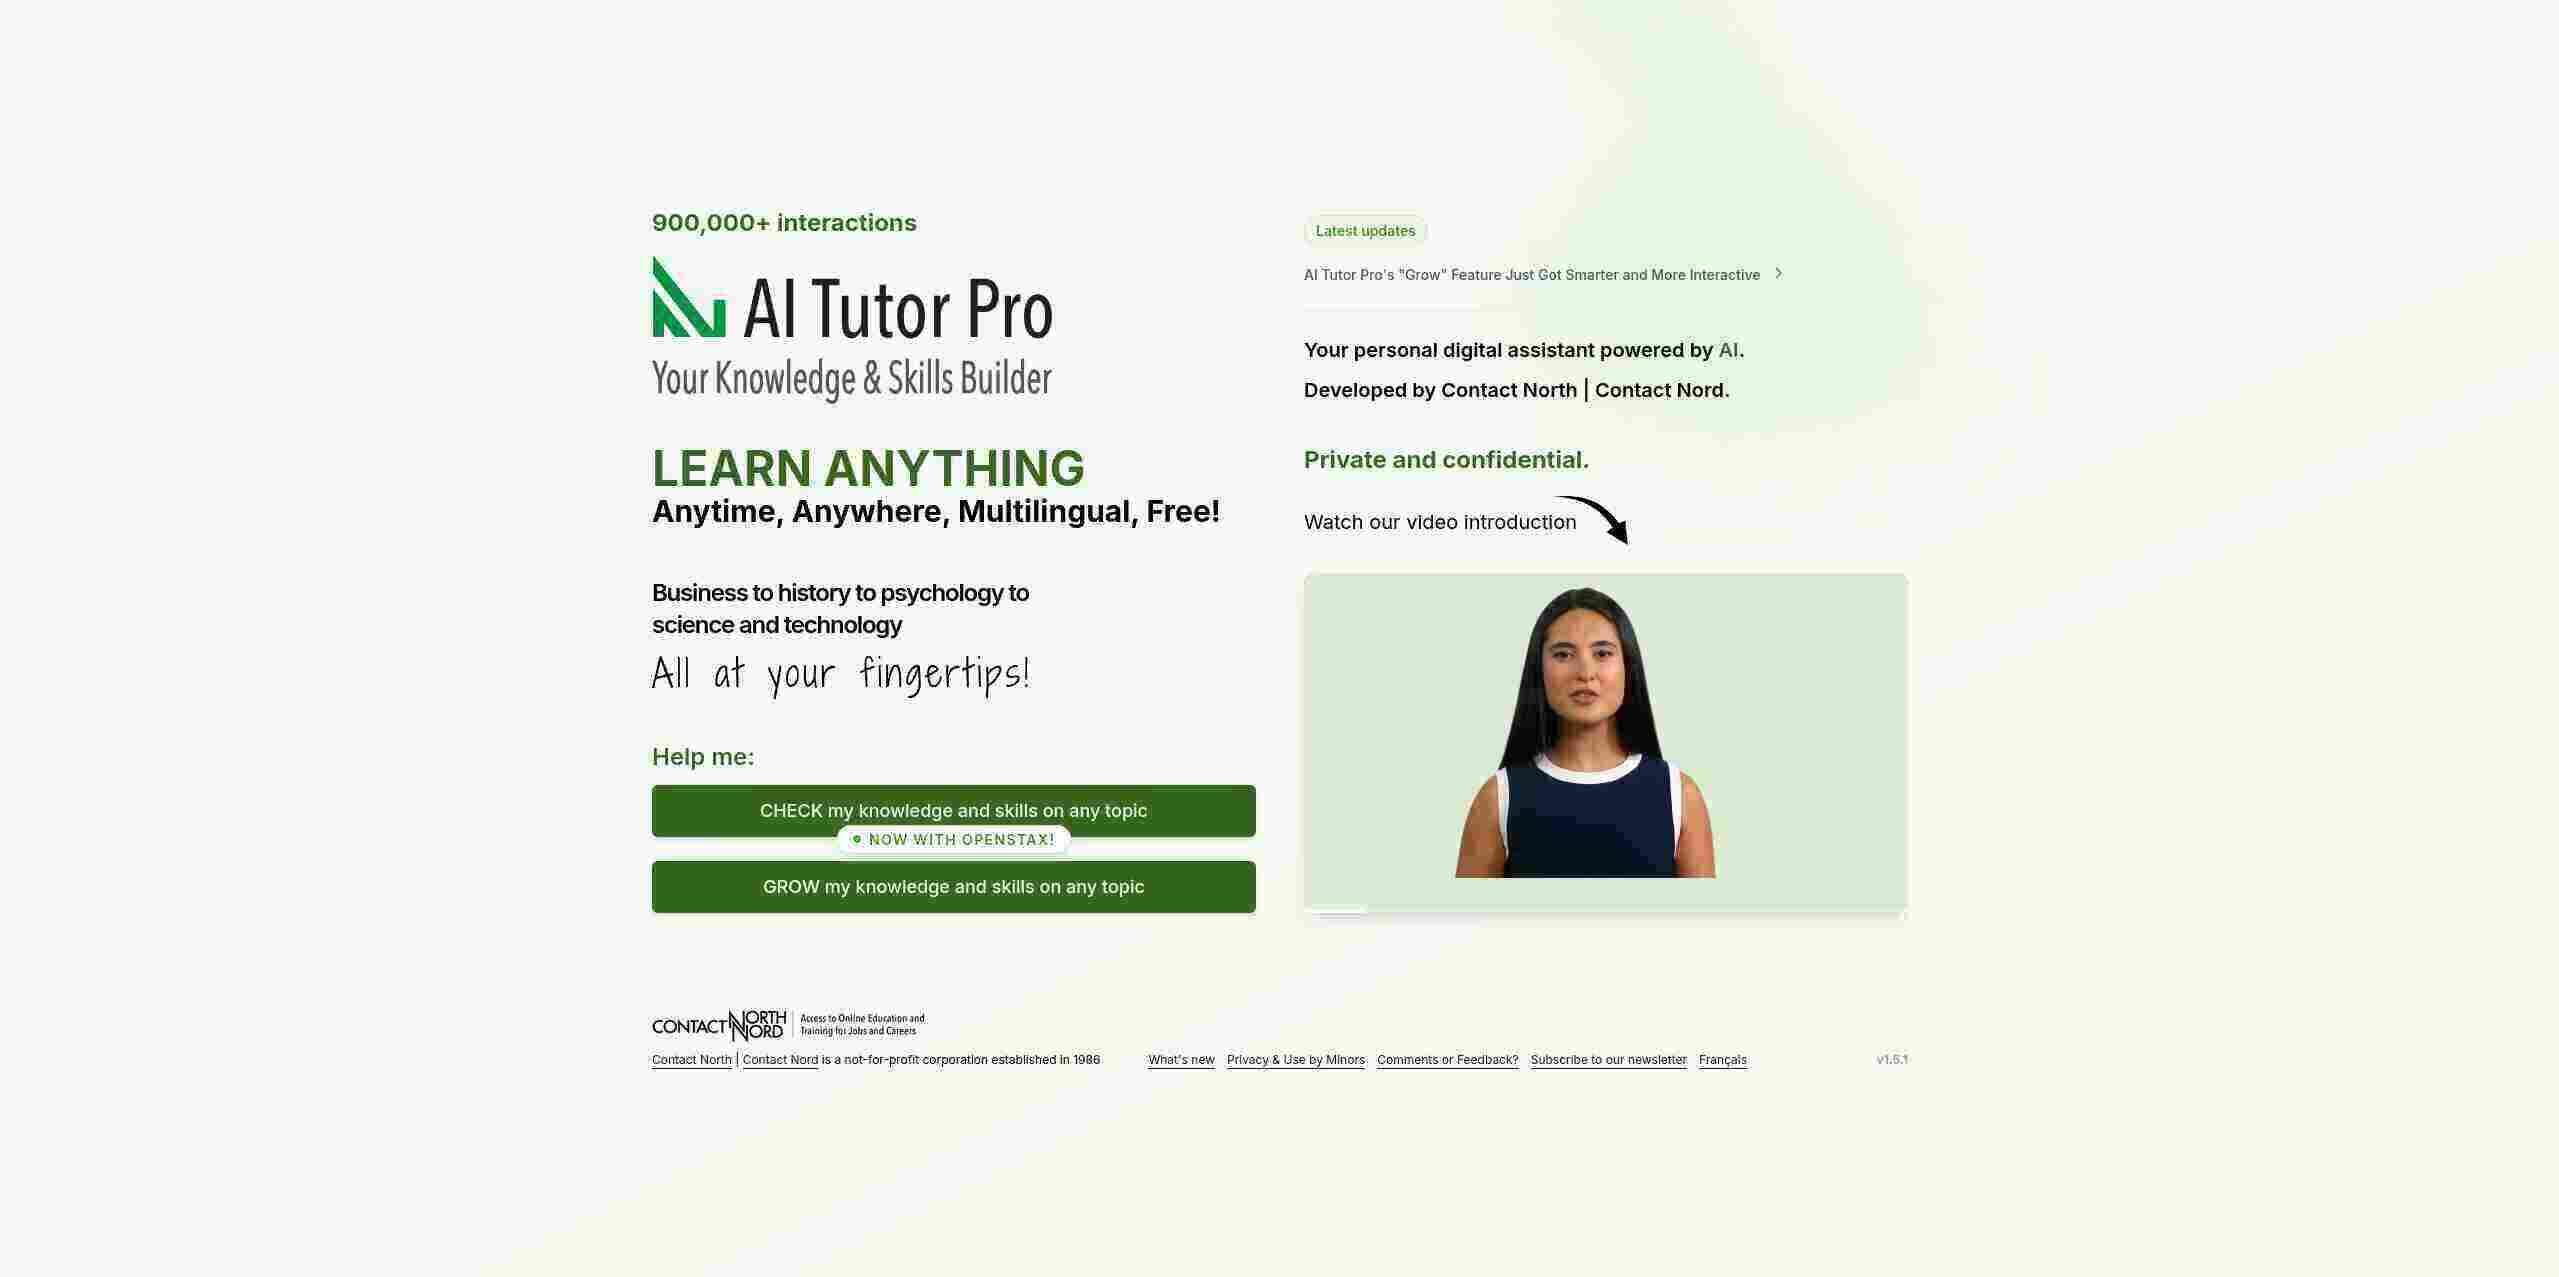 900,000+ interactions
AI Tutor Pro
Your Knowledge & Skills Builder
LEARN ANYTHING
Anytime, Anywhere, Multilingual, Free!
Business to history to psychology to
science and technology
All at your fingertips!
Help me:
CHECK my knowledge and skills on any topic
NOW WITH OPENSTAX!
GROW my knowledge and skills on any topic
Latest updates
AI Tutor Pro's "Grow" Feature Just Got Smarter and More Interactive
Your personal digital assistant powered by AI.
Developed by Contact North | Contact Nord.
Private and confidential.
Watch our video introduction
CONTACT NORTH NORD
Access to Online Education and
Training for Jobs and Careers
Contact North | Contact Nord is a not-for-profit corporation established in 1986
What's new Privacy & Use by Minors Comments or Feedback? Subscribe to our newsletter Français
v1.5.1